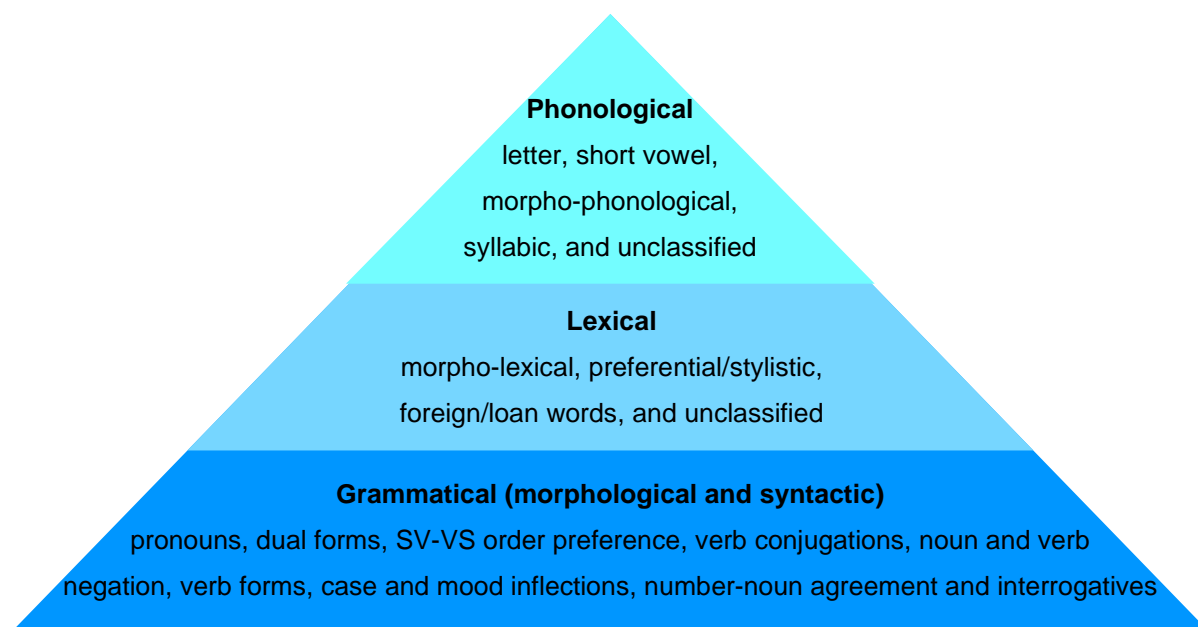 Phonological
letter, short vowel,
morpho-phonological,
syllabic, and unclassified
Lexical
morpho-lexical, preferential/stylistic,
foreign/loan words, and unclassified
Grammatical (morphological and syntactic)
pronouns, dual forms, SV-VS order preference, verb conjugations, noun and verb
negation, verb forms, case and mood inflections, number-noun agreement and interrogatives